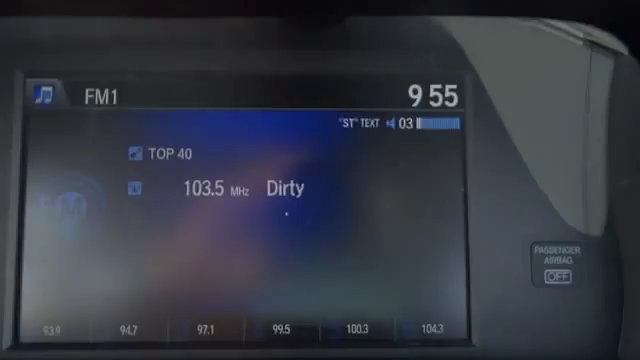 FM1
9 55
"ST" TEXT 03
TOP 40
103.5 MHz Dirty
PASSENGER
AIRBAG
OFF
93.9 94.7 97.1 99.5 100.3 104.3